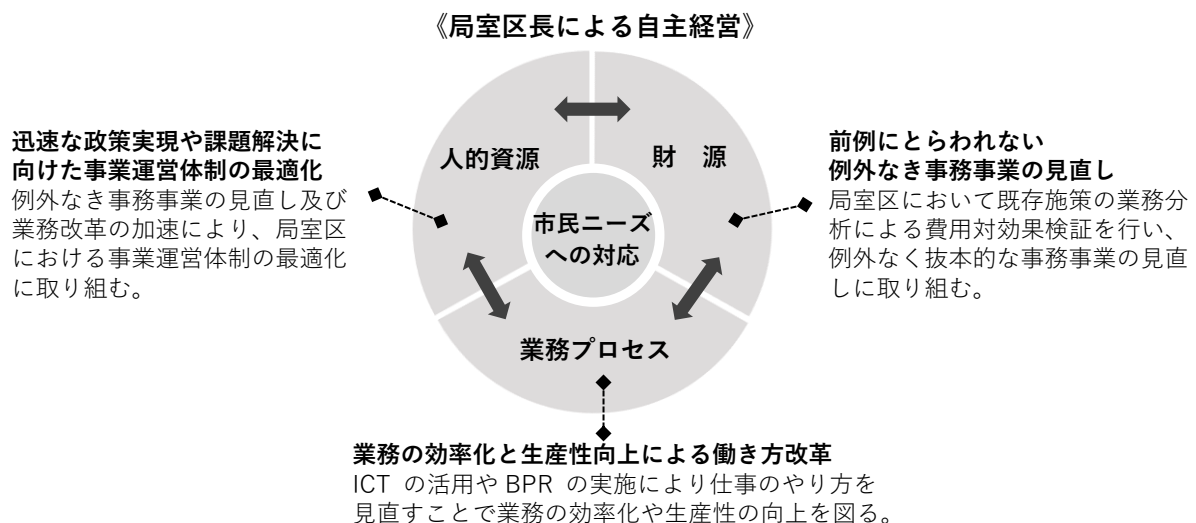 《局室区長による自主経営》
人的資源
財　源
市民ニーズ
への対応
業務プロセス
迅速な政策実現や課題解決に
向けた事業運営体制の最適化
例外なき事務事業の見直し及び
業務改革の加速により、局室区
における事業運営体制の最適化
に取り組む。
前例にとらわれない
例外なき事務事業の見直し
局室区において既存施策の業務分
析による費用対効果検証を行い、
例外なく抜本的な事務事業の見直
しに取り組む。
業務の効率化と生産性向上による働き方改革
ICT の活用や BPR の実施により仕事のやり方を
見直すことで業務の効率化や生産性の向上を図る。